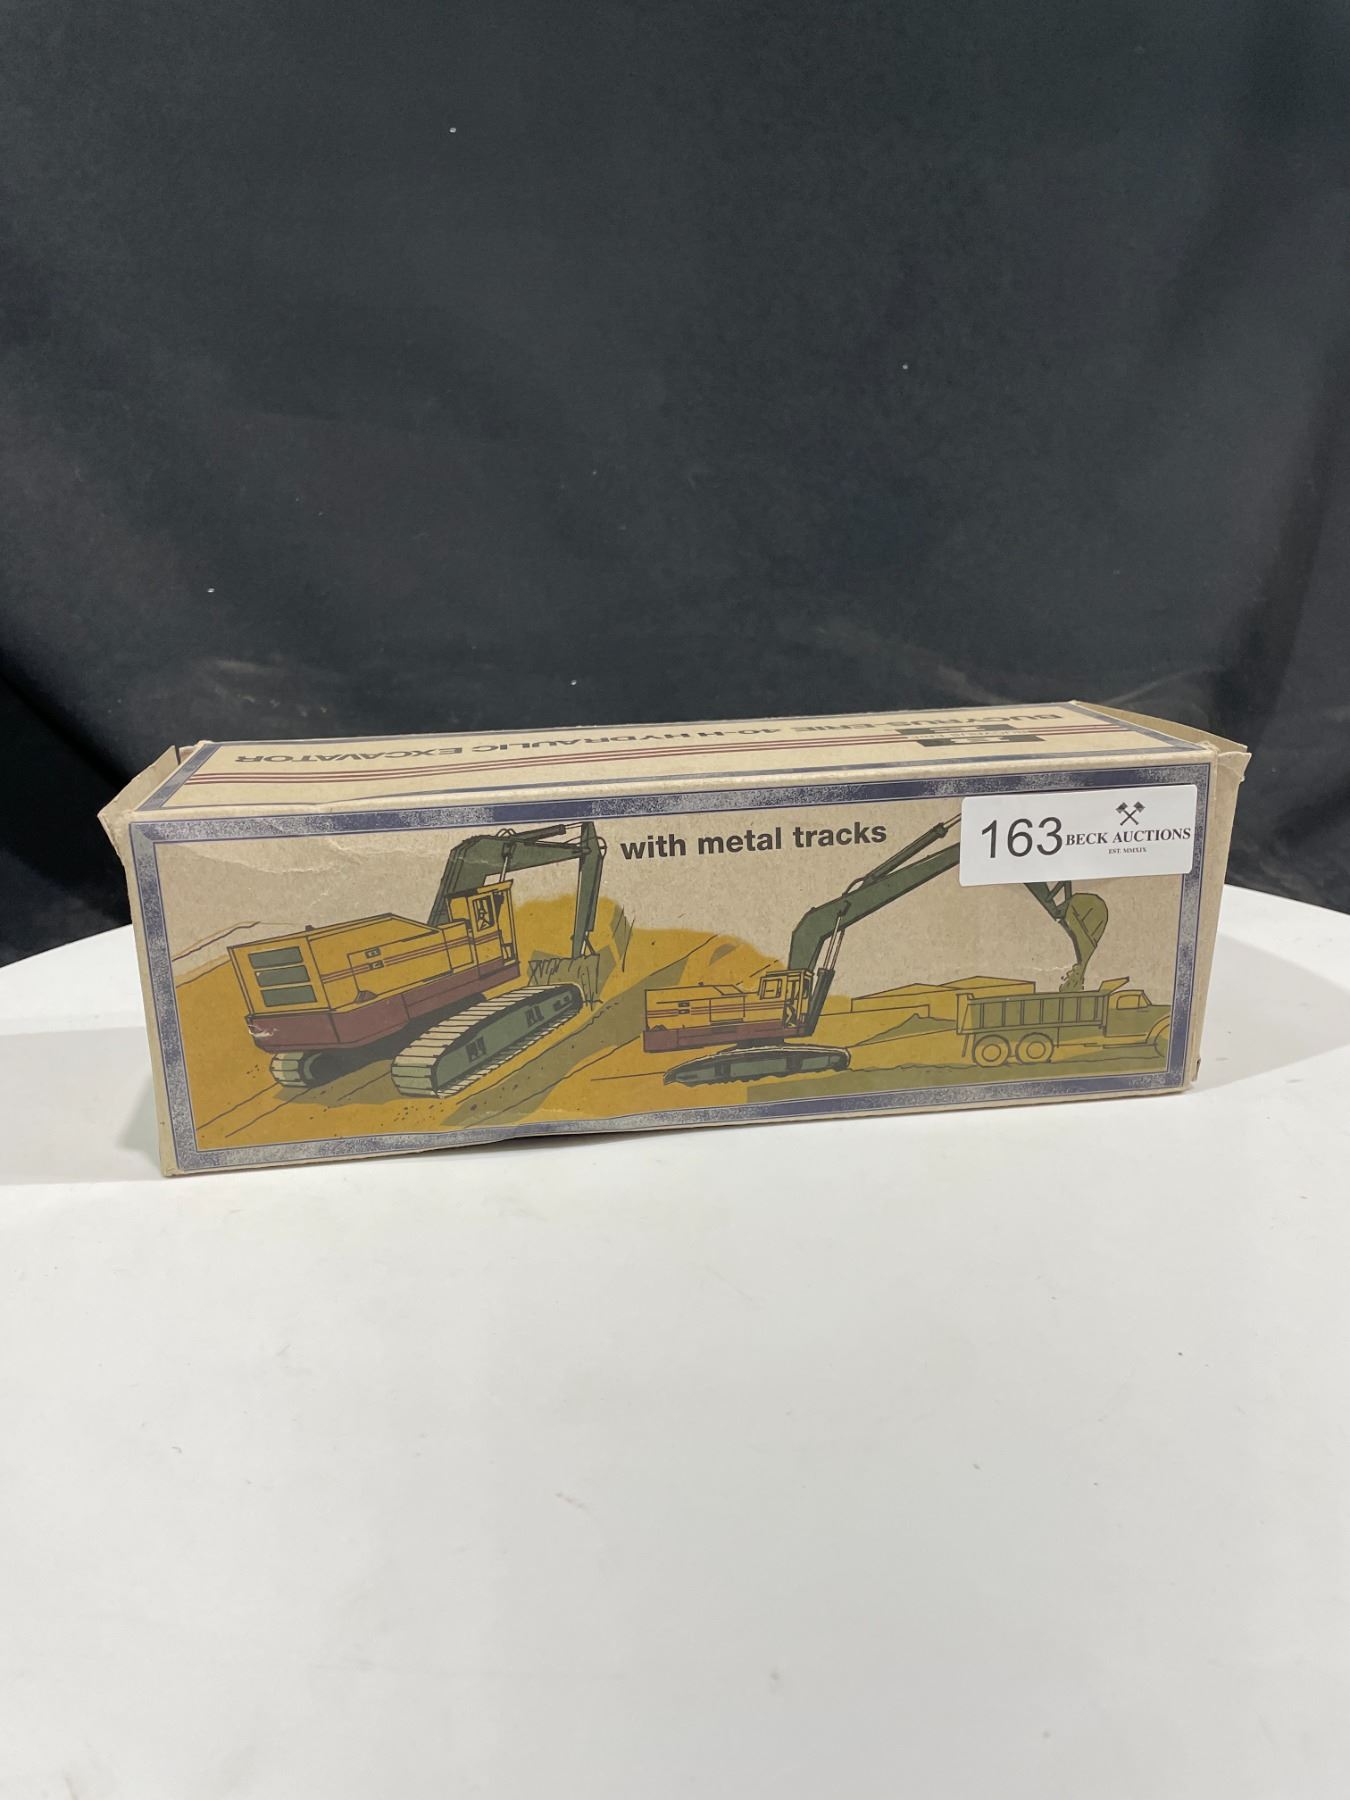 BUCYRUS ERIE 40-H HYDRAULIC EXCAVATOR
with metal tracks
163
BECK AUCTIONS
EST. MMXIX